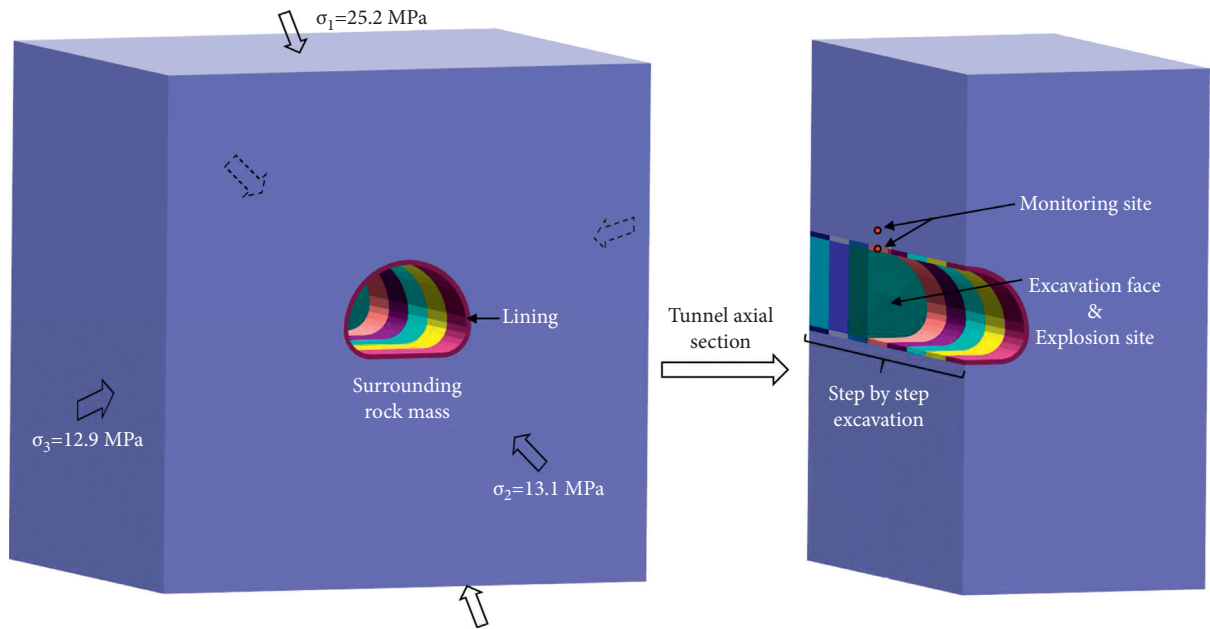 σ₁=25.2 MPa
Lining
Surrounding
rock mass
σ₃=12.9 MPa
σ₂=13.1 MPa
Tunnel axial
section
Monitoring site
Excavation face
&
Explosion site
Step by step
excavation